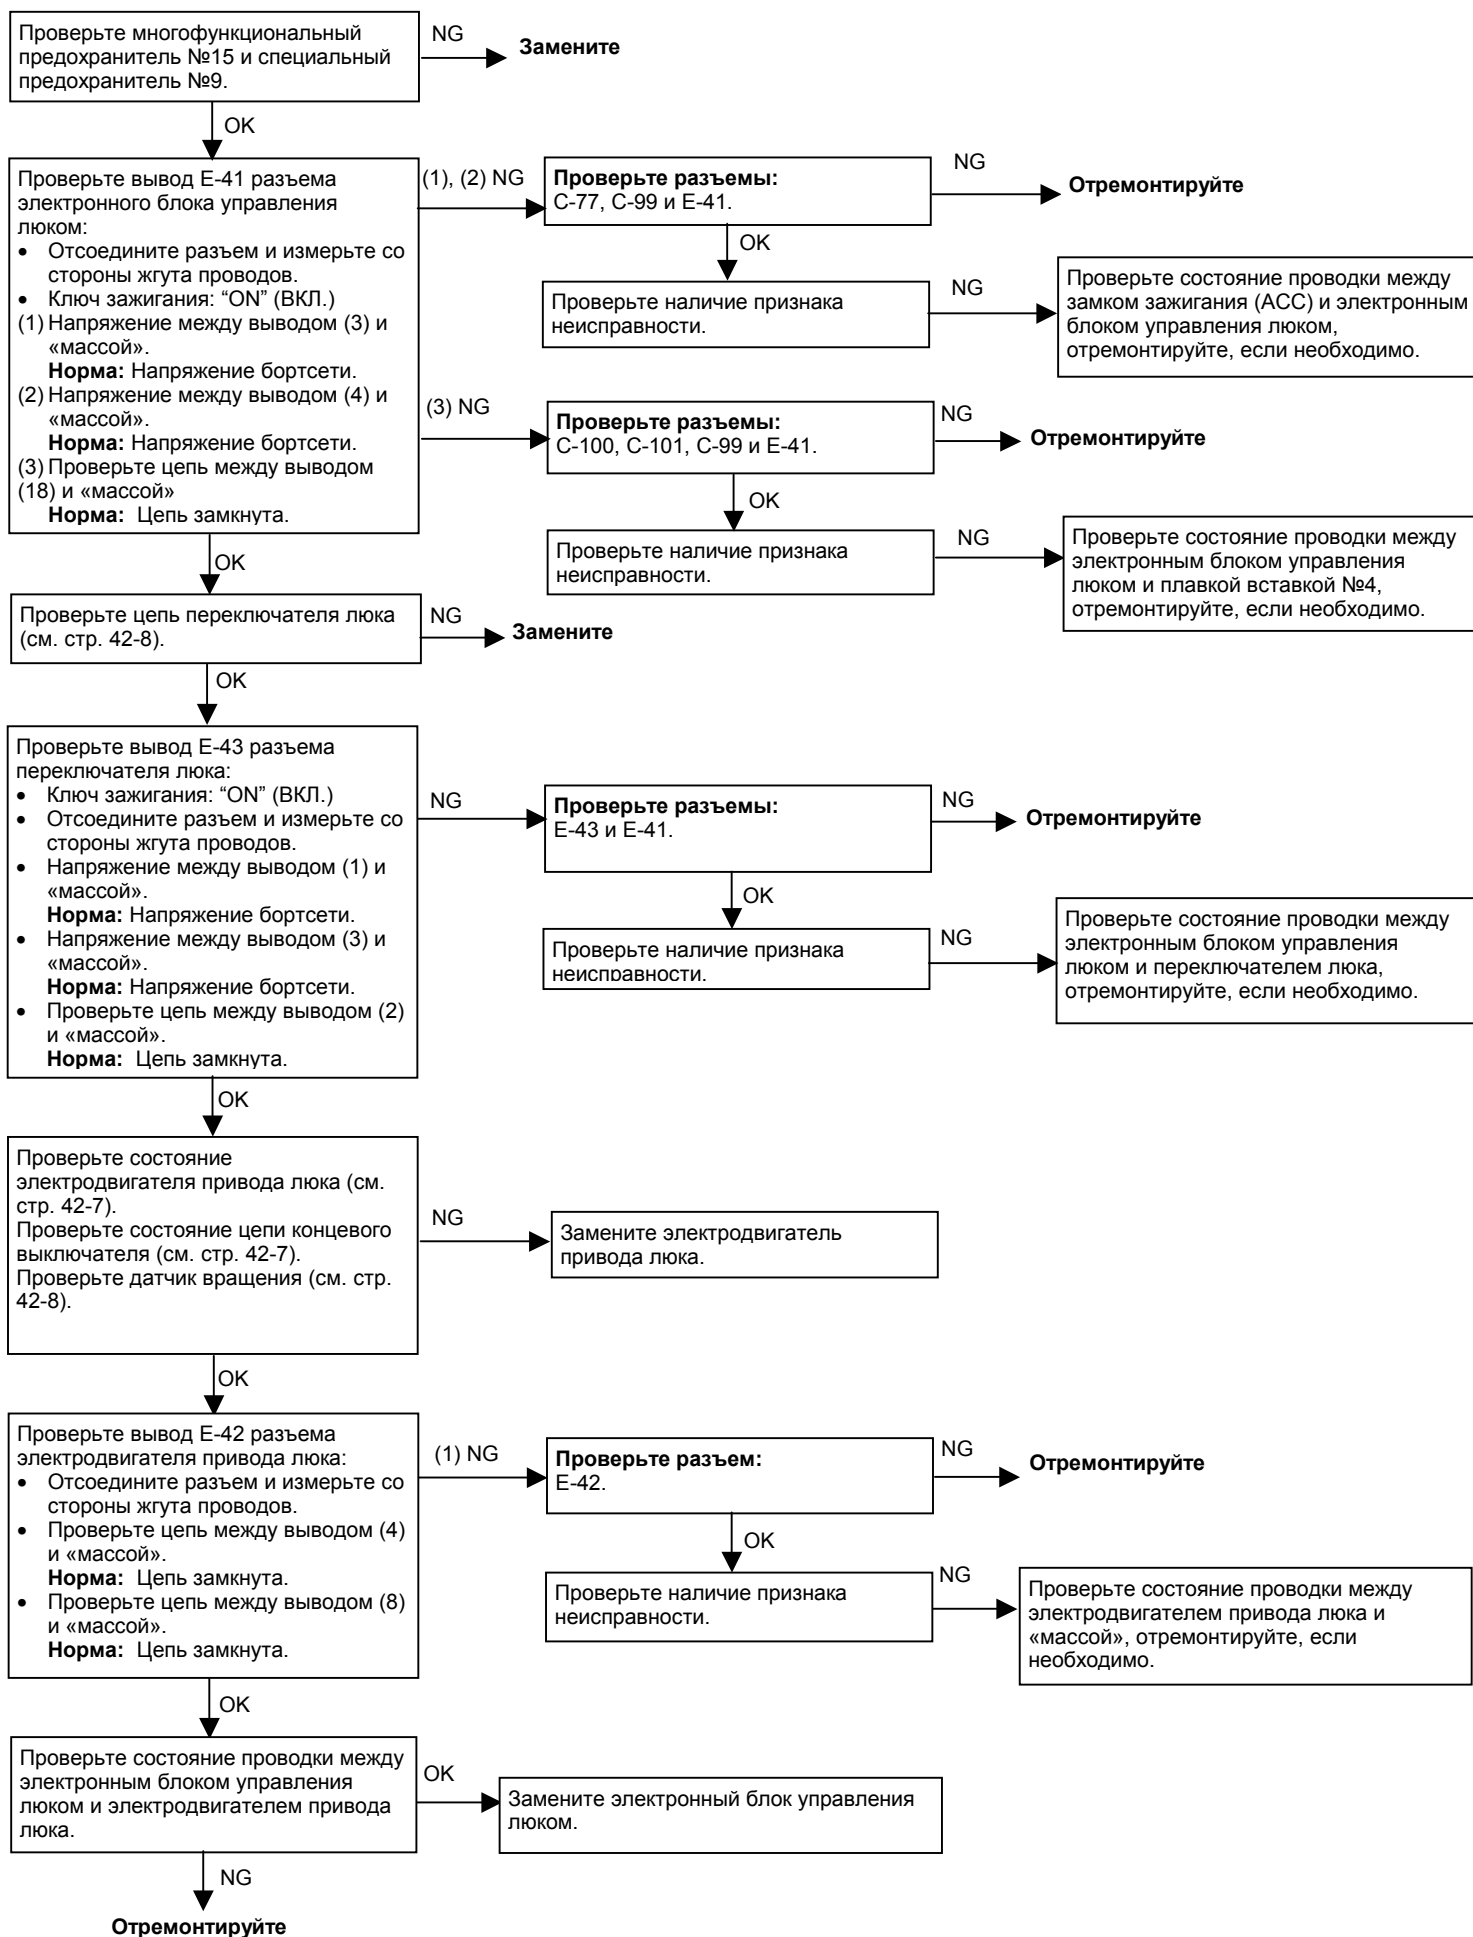 Проверьте многофункциональный
предохранитель №15 и специальный
предохранитель №9.
NG
Замените
OK
Проверьте вывод E-41 разъема
электронного блока управления
люком:
• Отсоедините разъем и измерьте со
стороны жгута проводов.
• Ключ зажигания: “ON” (ВКЛ.)
(1) Напряжение между выводом (3) и
«массой».
Норма: Напряжение бортсети.
(2) Напряжение между выводом (4) и
«массой».
Норма: Напряжение бортсети.
(3) Проверьте цепь между выводом
(18) и «массой»
Норма: Цепь замкнута.
(1), (2) NG
Проверьте разъемы:
C-77, C-99 и E-41.
NG
Отремонтируйте
OK
Проверьте наличие признака
неисправности.
NG
Проверьте состояние проводки между
замком зажигания (ACC) и электронным
блоком управления люком,
отремонтируйте, если необходимо.
(3) NG
Проверьте разъемы:
C-100, C-101, C-99 и E-41.
NG
Отремонтируйте
OK
Проверьте наличие признака
неисправности.
NG
Проверьте состояние проводки между
электронным блоком управления
люком и плавкой вставкой №4,
отремонтируйте, если необходимо.
OK
Проверьте цепь переключателя люка
(см. стр. 42-8).
NG
Замените
OK
Проверьте вывод E-43 разъема
переключателя люка:
• Ключ зажигания: “ON” (ВКЛ.)
• Отсоедините разъем и измерьте со
стороны жгута проводов.
• Напряжение между выводом (1) и
«массой».
Норма: Напряжение бортсети.
• Напряжение между выводом (3) и
«массой».
Норма: Напряжение бортсети.
• Проверьте цепь между выводом (2)
и «массой».
Норма: Цепь замкнута.
NG
Проверьте разъемы:
E-43 и E-41.
NG
Отремонтируйте
OK
Проверьте наличие признака
неисправности.
NG
Проверьте состояние проводки между
электронным блоком управления
люком и переключателем люка,
отремонтируйте, если необходимо.
OK
Проверьте состояние
электродвигателя привода люка (см.
стр. 42-7).
Проверьте состояние цепи концевого
выключателя (см. стр. 42-7).
Проверьте датчик вращения (см. стр.
42-8).
NG
Замените электродвигатель
привода люка.
OK
Проверьте вывод E-42 разъема
электродвигателя привода люка:
• Отсоедините разъем и измерьте со
стороны жгута проводов.
• Проверьте цепь между выводом (4)
и «массой».
Норма: Цепь замкнута.
• Проверьте цепь между выводом (8)
и «массой».
Норма: Цепь замкнута.
(1) NG
Проверьте разъем:
E-42.
NG
Отремонтируйте
OK
Проверьте наличие признака
неисправности.
NG
Проверьте состояние проводки между
электродвигателем привода люка и
«массой», отремонтируйте, если
необходимо.
OK
Проверьте состояние проводки между
электронным блоком управления
люком и электродвигателем привода
люка.
OK
Замените электронный блок управления
люком.
NG
Отремонтируйте